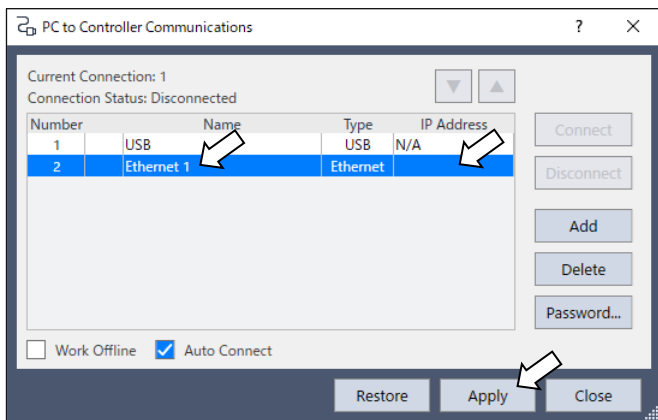 PC to Controller Communications
Current Connection: 1
Connection Status: Disconnected
Number Name Type IP Address
1 USB USB N/A
2 Ethernet 1 Ethernet
Connect
Disconnect
Add
Delete
Password...
Work Offline Auto Connect
Restore Apply Close